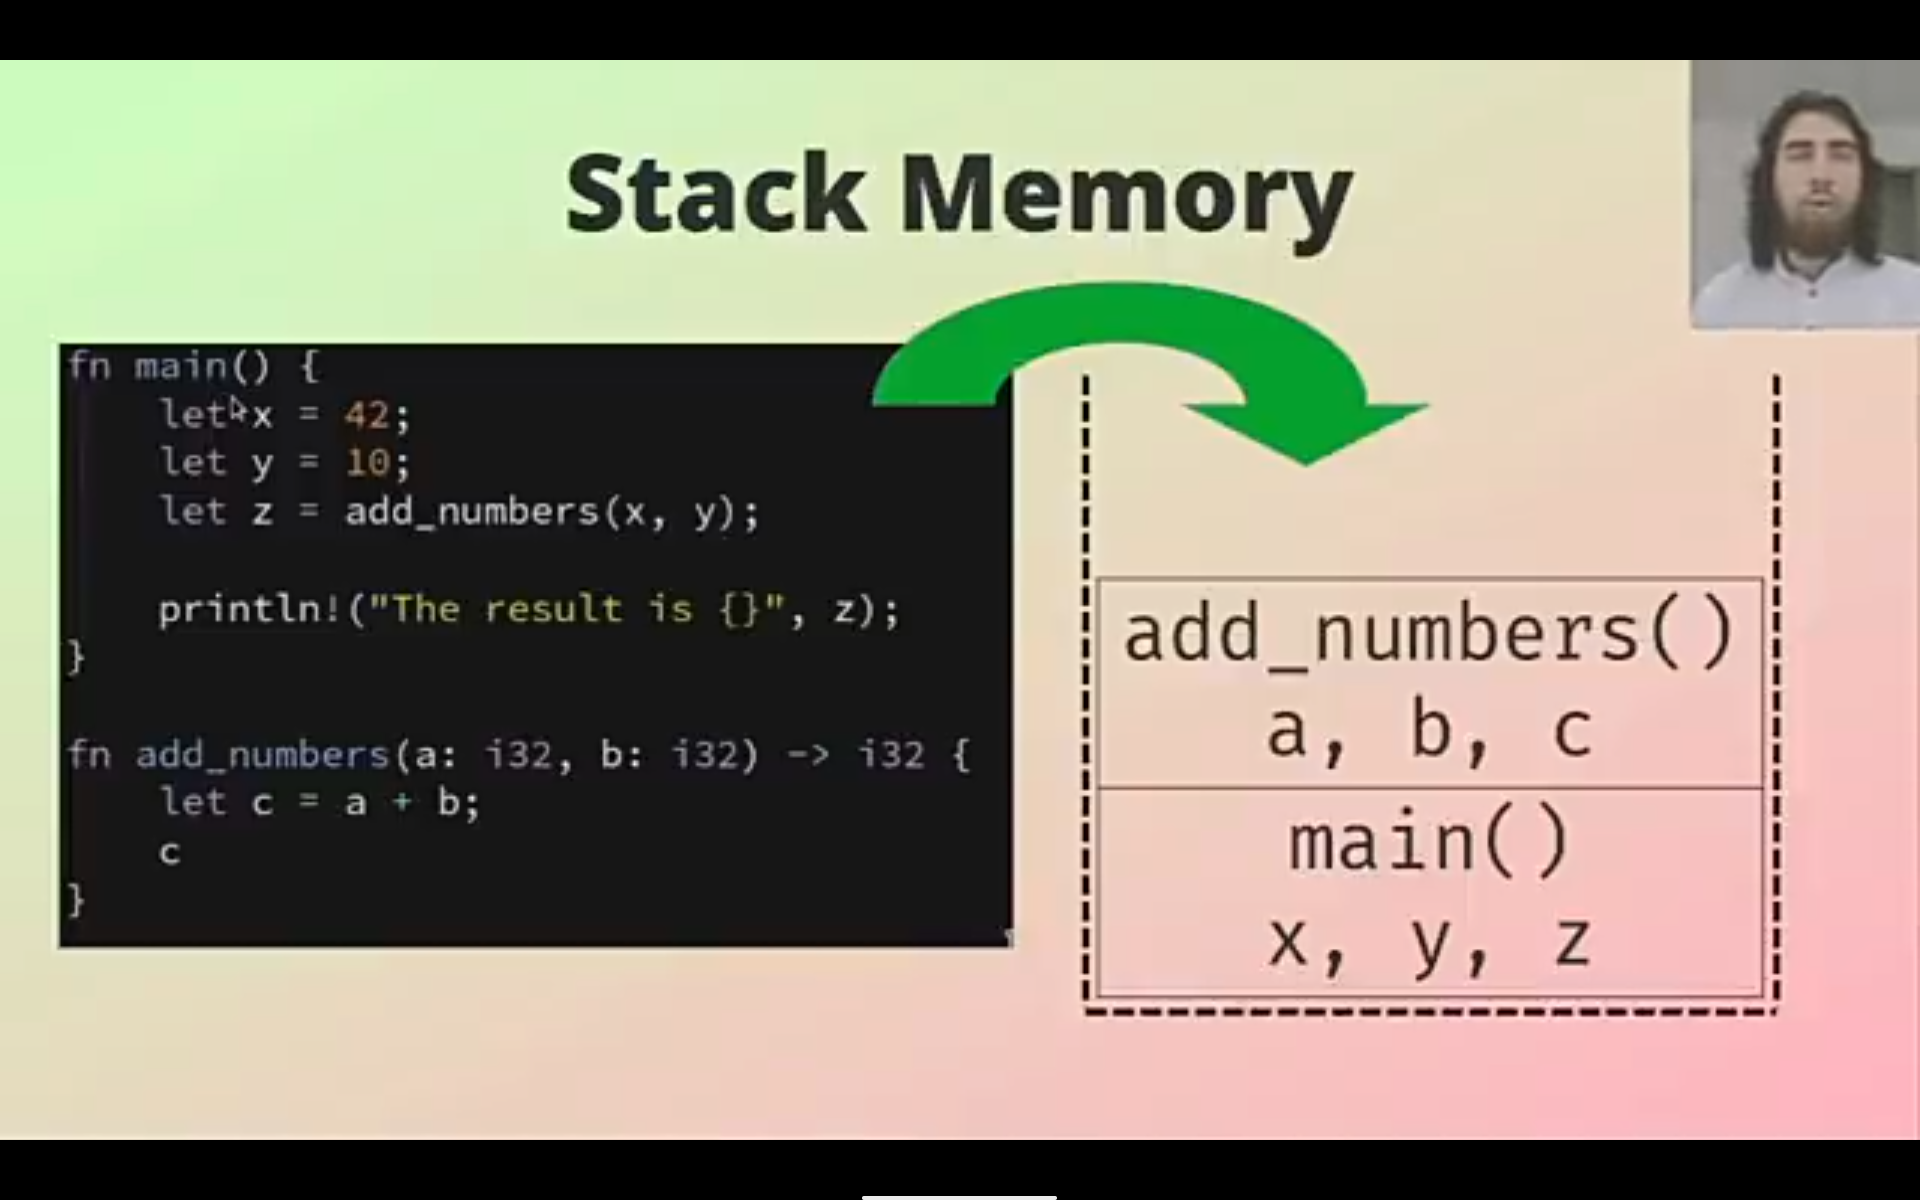 Stack Memory
fn main() {
let x = 42;
let y = 10;
let z = add_numbers(x, y);
println!("The result is {}", z);
}
fn add_numbers(a: i32, b: i32) -> i32 {
let c = a + b;
c
}
add_numbers()
a, b, c
main()
x, y, z